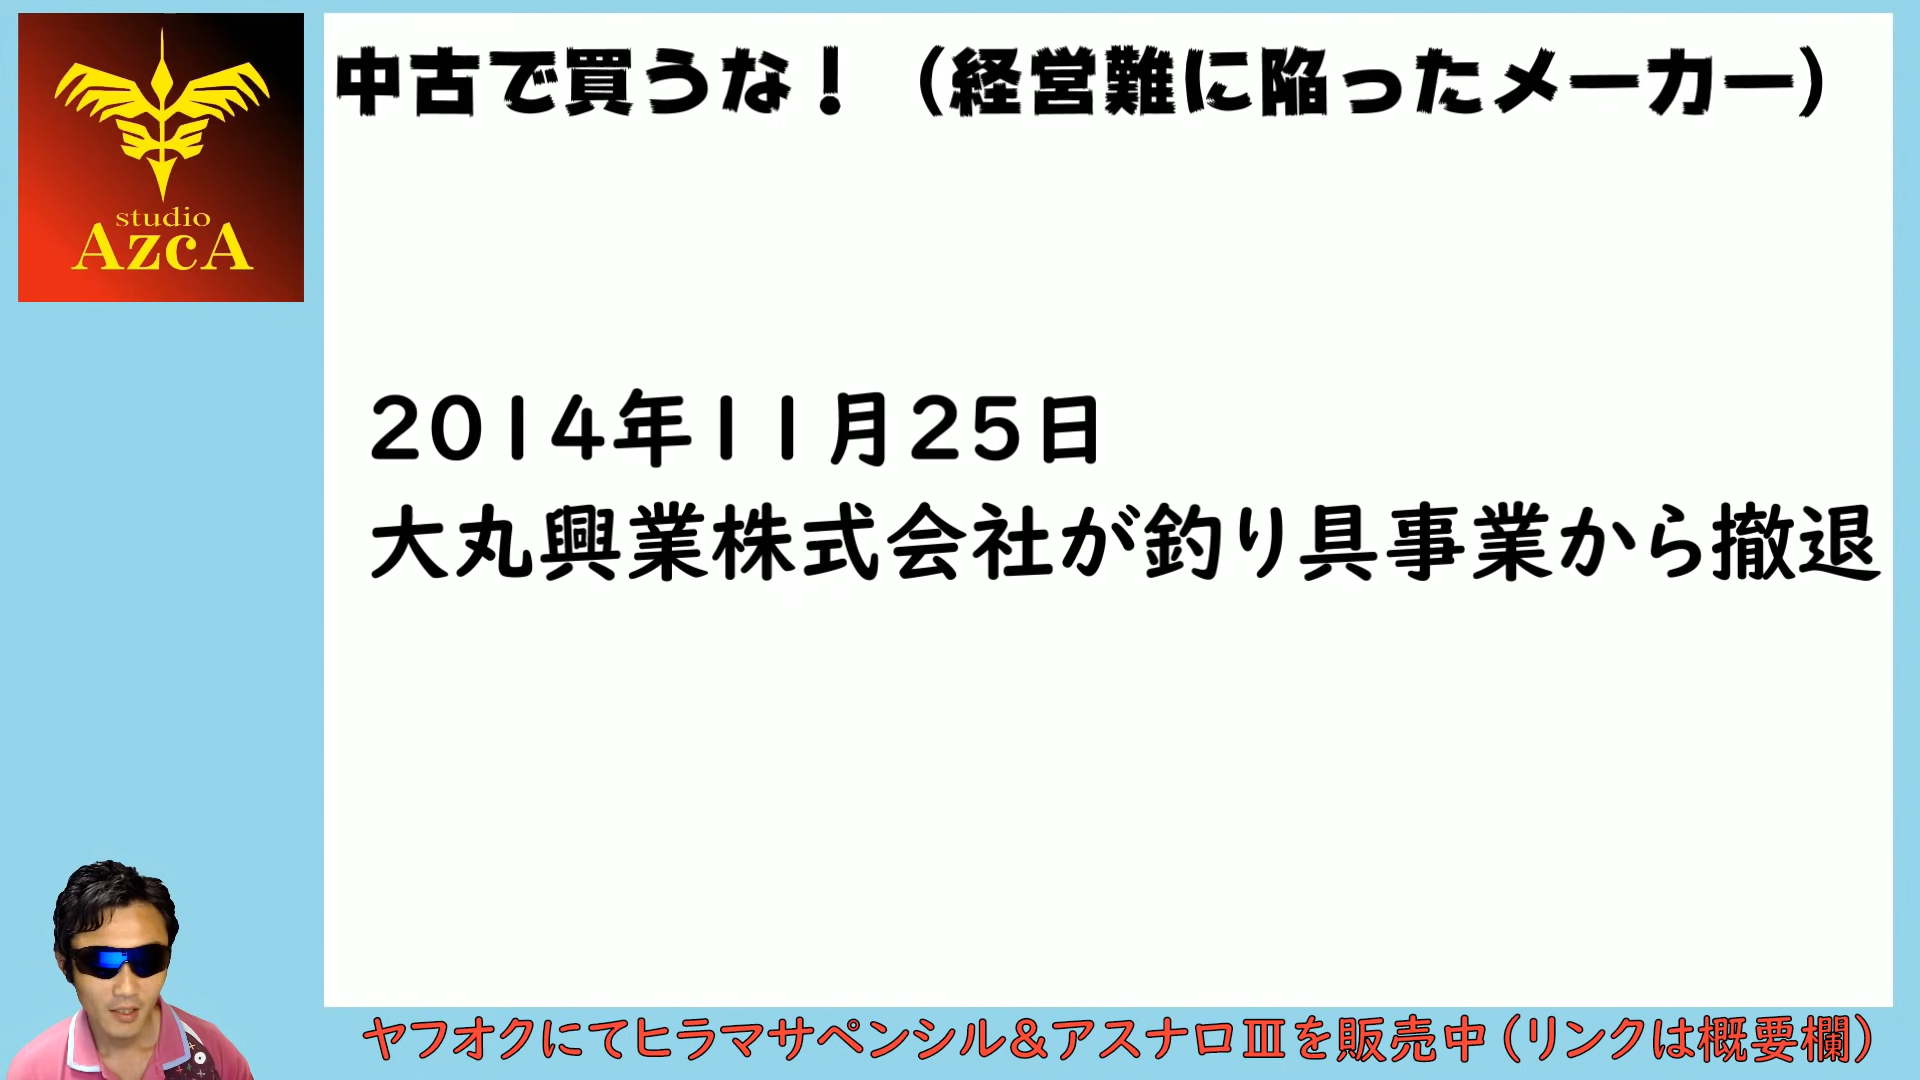 studio
AzcA
中古で買うな！（経営難に陥ったメーカー）
2014年11月25日
大丸興業株式会社が釣り具事業から撤退
ヤフオクにてヒラマサペンシル＆アスナロⅢを販売中（リンクは概要欄）